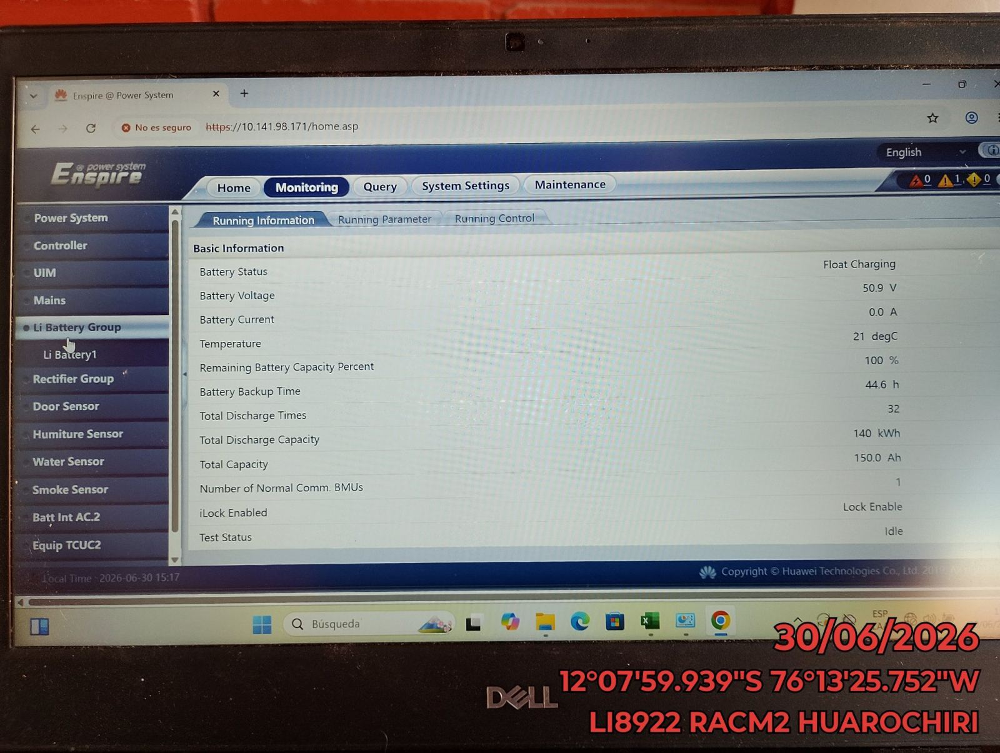 Enspire @ Power System
No es seguro https://10.141.98.171/home.asp
English
Enspire @ power system
Home Monitoring Query System Settings Maintenance
0 1 0
Running Information Running Parameter Running Control
Power System
Controller
UIM
Mains
Li Battery Group
Li Battery1
Rectifier Group
Door Sensor
Humiture Sensor
Water Sensor
Smoke Sensor
Batt Int AC.2
Equip TCUC2
Basic Information
Battery Status Float Charging
Battery Voltage 50.9 V
Battery Current 0.0 A
Temperature 21 degC
Remaining Battery Capacity Percent 100 %
Battery Backup Time 44.6 h
Total Discharge Times 32
Total Discharge Capacity 140 kWh
Total Capacity 150.0 Ah
Number of Normal Comm. BMUs 1
iLock Enabled Lock Enable
Test Status Idle
Local Time : 2026-06-30 15:17
Copyright © Huawei Technologies Co., Ltd.
Búsqueda
ESP
DELL
30/06/2026
12°07'59.939"S 76°13'25.752"W
LI8922 RACM2 HUAROCHIRI